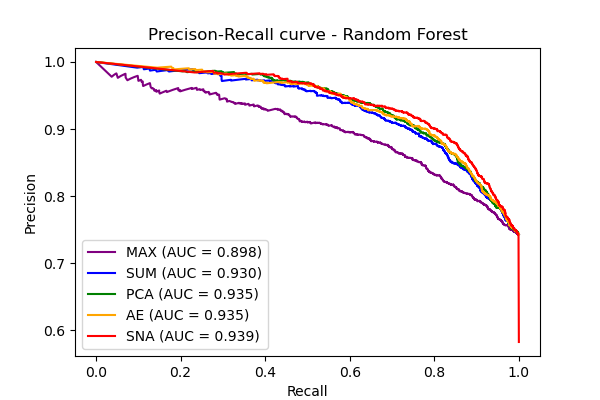 Precison-Recall curve - Random Forest
1.0
0.9
0.8
0.7
0.6
Precision
MAX (AUC = 0.898)
SUM (AUC = 0.930)
PCA (AUC = 0.935)
AE (AUC = 0.935)
SNA (AUC = 0.939)
0.0 0.2 0.4 0.6 0.8 1.0
Recall